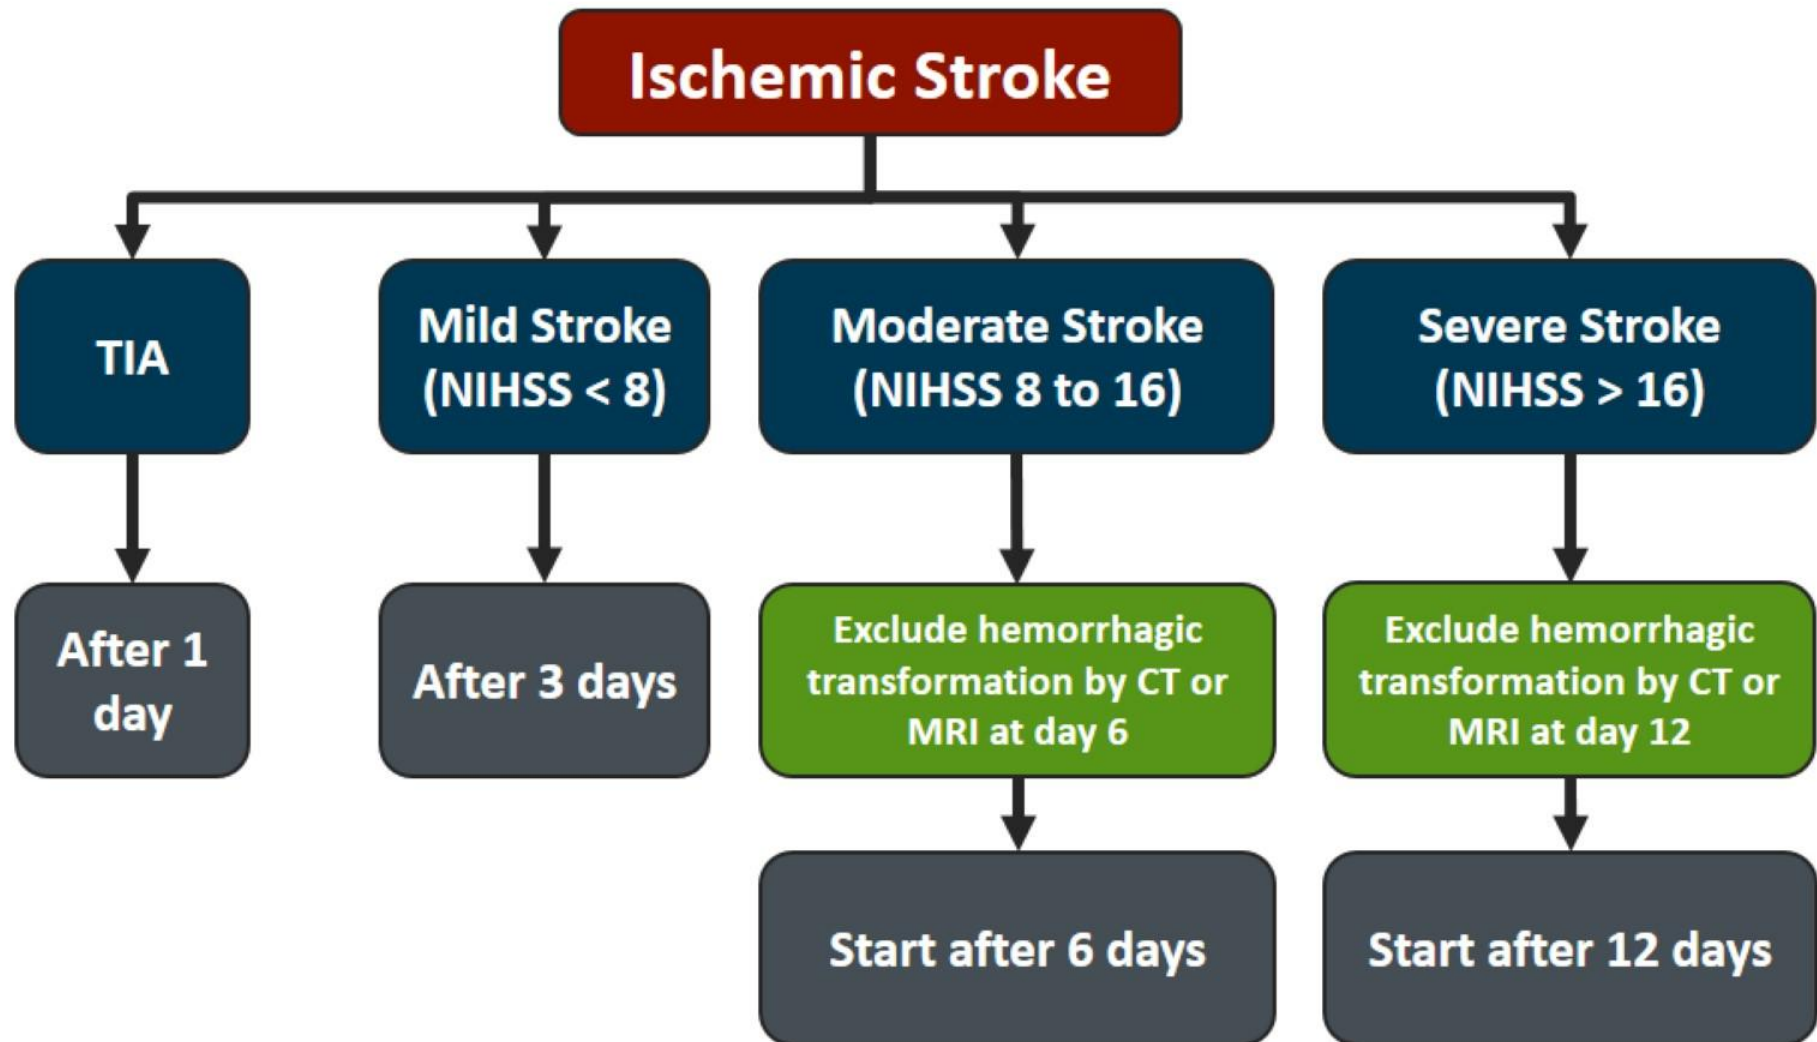 Ischemic Stroke
TIA
Mild Stroke
(NIHSS < 8)
Moderate Stroke
(NIHSS 8 to 16)
Severe Stroke
(NIHSS > 16)
After 1
day
After 3 days
Exclude hemorrhagic
transformation by CT or
MRI at day 6
Exclude hemorrhagic
transformation by CT or
MRI at day 12
Start after 6 days
Start after 12 days